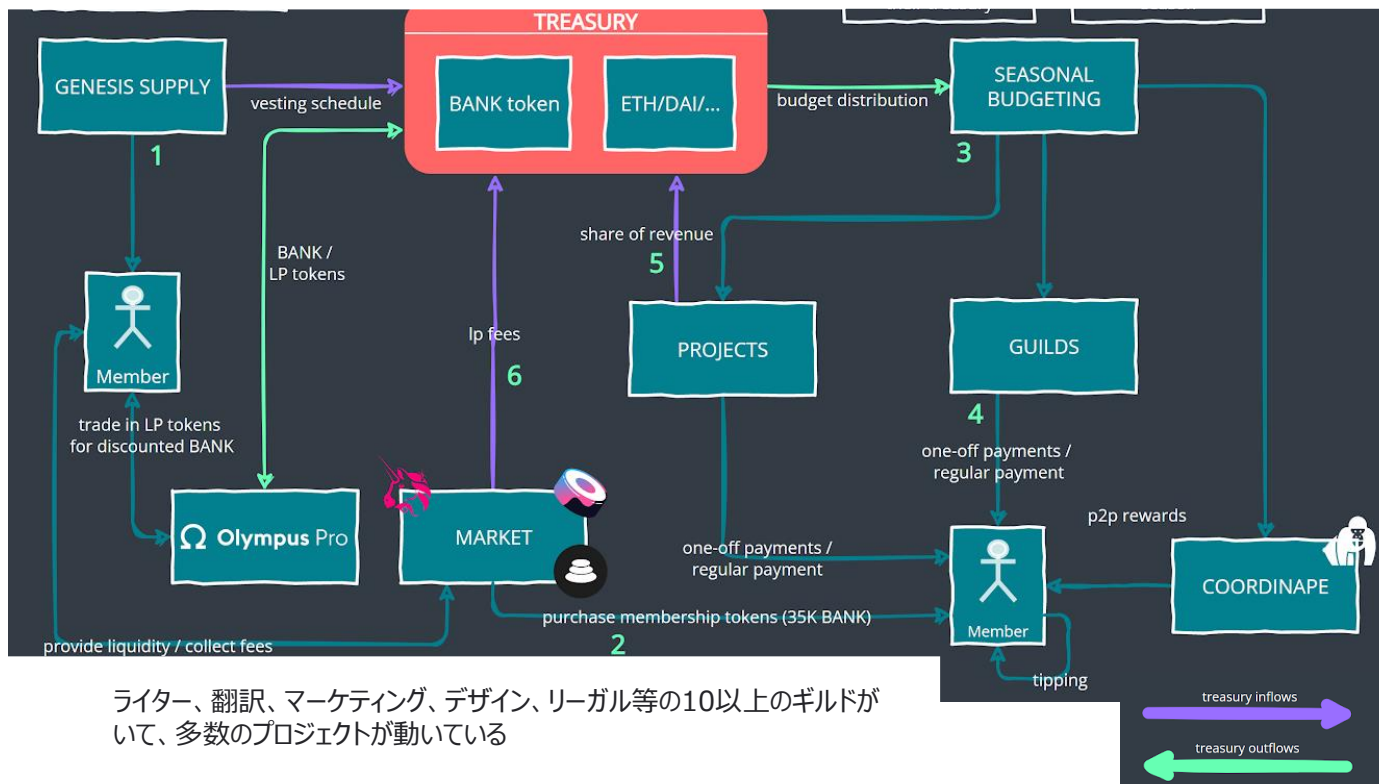 TREASURY
GENESIS SUPPLY
vesting schedule
BANK token
ETH/DAI/...
budget distribution
SEASONAL
BUDGETING
1
3
BANK /
LP tokens
share of revenue
5
Member
lp fees
6
PROJECTS
GUILDS
4
trade in LP tokens
for discounted BANK
one-off payments /
regular payment
Ω Olympus Pro
MARKET
p2p rewards
one-off payments /
regular payment
COORDINAPE
purchase membership tokens (35K BANK)
2
Member
provide liquidity / collect fees
tipping
ライター、翻訳、マーケティング、デザイン、リーガル等の10以上のギルドが
いて、多数のプロジェクトが動いている
treasury inflows
treasury outflows